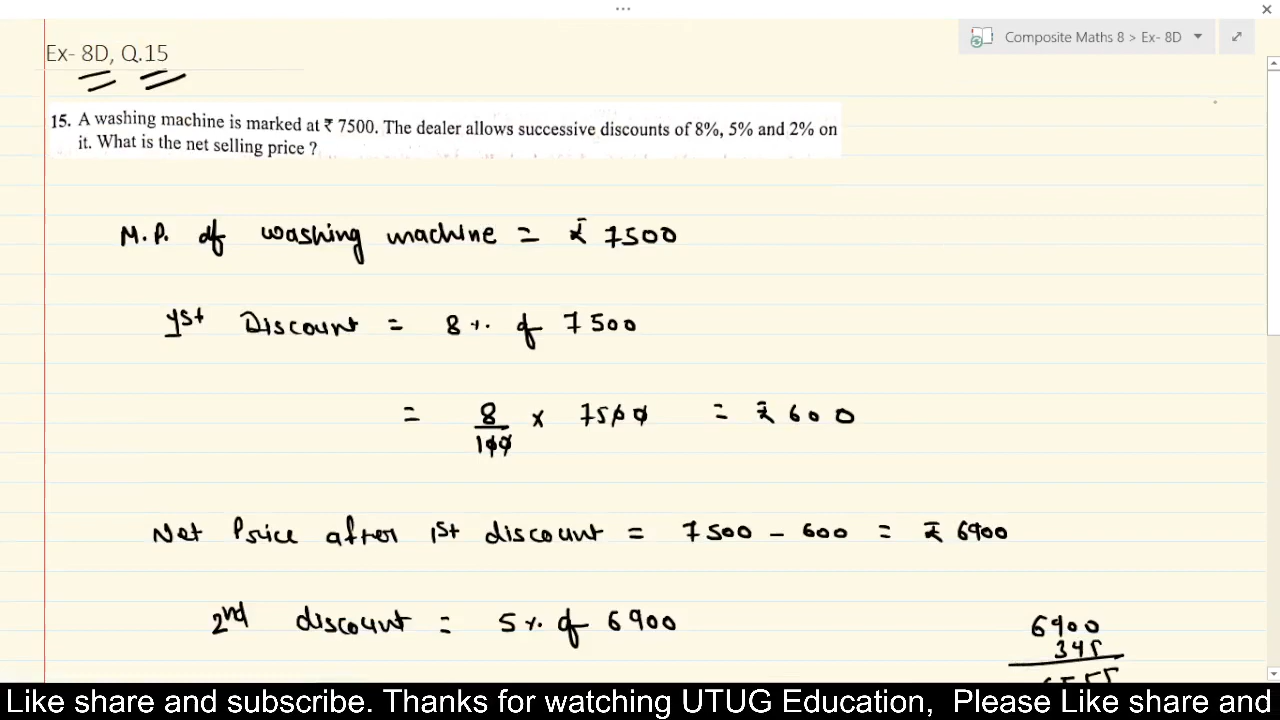 Ex- 8D, Q.15
Composite Maths 8 > Ex- 8D
15. A washing machine is marked at ₹ 7500. The dealer allows successive discounts of 8%, 5% and 2% on
it. What is the net selling price ?
M.P. of washing machine = ₹ 7500
1st Discount = 8% of 7500
= 8/100 x 7500 = ₹ 600
Net Price after 1st discount = 7500 - 600 = ₹ 6900
2nd discount = 5% of 6900
6900
345
6555
Like share and subscribe. Thanks for watching UTUG Education, Please Like share and